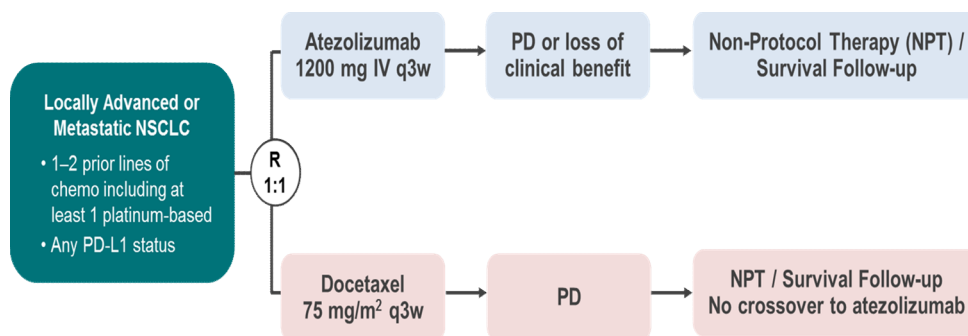 Locally Advanced or
Metastatic NSCLC
• 1–2 prior lines of
chemo including at
least 1 platinum-based
• Any PD-L1 status
R
1:1
Atezolizumab
1200 mg IV q3w
PD or loss of
clinical benefit
Non-Protocol Therapy (NPT) /
Survival Follow-up
Docetaxel
75 mg/m² q3w
PD
NPT / Survival Follow-up
No crossover to atezolizumab